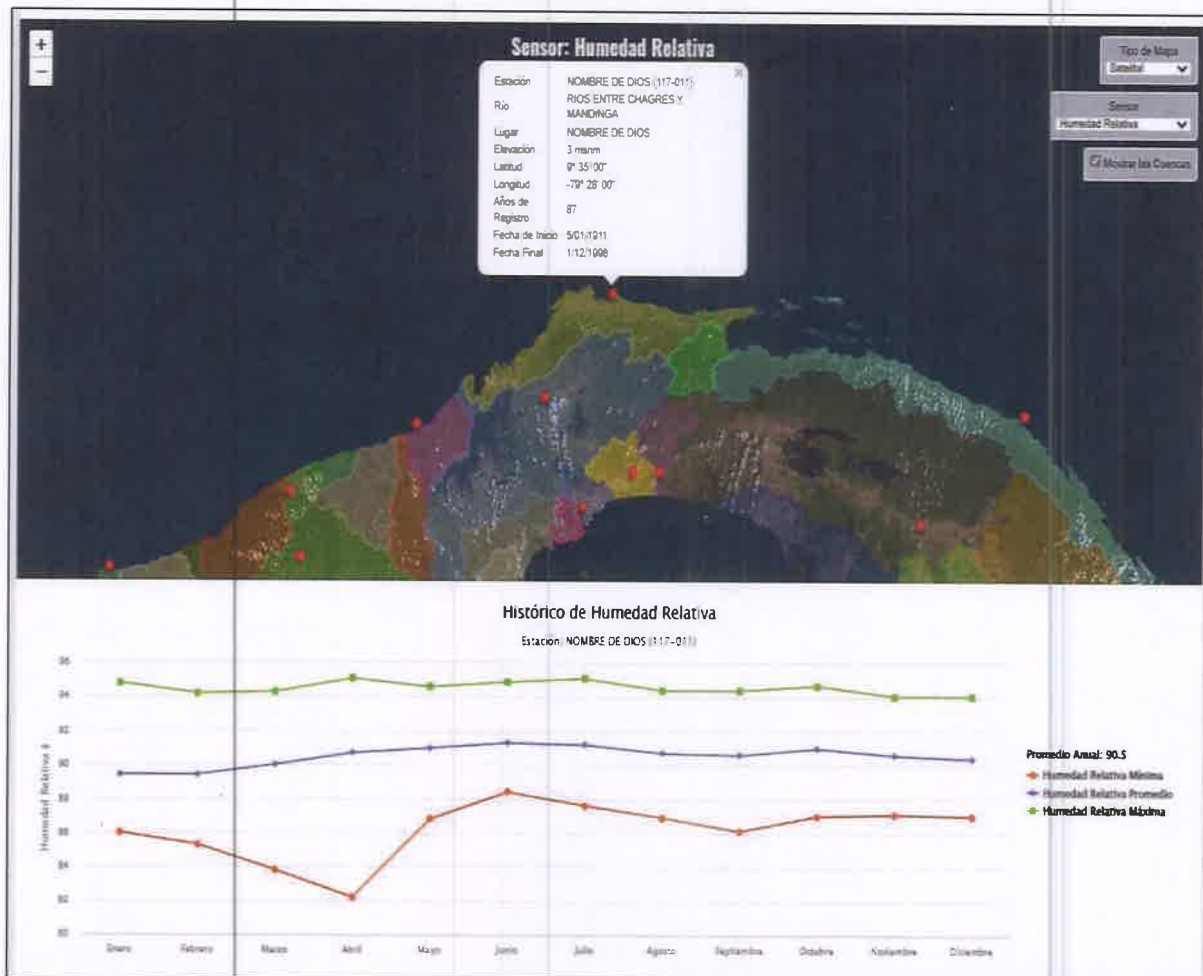 +
−
Sensor: Humedad Relativa
Tipo de Mapa
Satelital
Sensor
Humedad Relativa
Mostrar las Cuencas
Estación NOMBRE DE DIOS (117-011)
Río RIOS ENTRE CHAGRES Y MANDINGA
Lugar NOMBRE DE DIOS
Elevación 3 msnm
Latitud 9° 35' 00"
Longitud -79° 28' 00"
Años de Registro 87
Fecha de Inicio 5/01/1911
Fecha Final 1/12/1998
Histórico de Humedad Relativa
Estación: NOMBRE DE DIOS (117-011)
Humedad Relativa
96
94
92
90
88
86
84
82
80
Enero Febrero Marzo Abril Mayo Junio Julio Agosto Septiembre Octubre Noviembre Diciembre
Promedio Anual: 90.5
Humedad Relativa Mínima
Humedad Relativa Promedio
Humedad Relativa Máxima